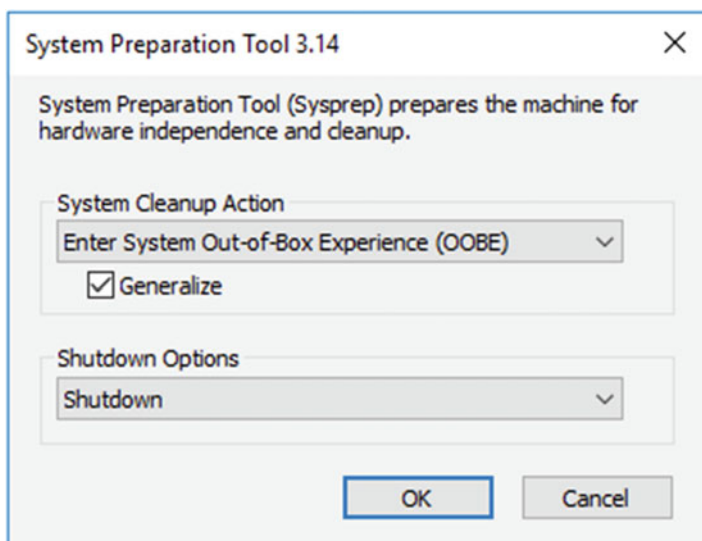 System Preparation Tool 3.14
System Preparation Tool (Sysprep) prepares the machine for
hardware independence and cleanup.
System Cleanup Action
Enter System Out-of-Box Experience (OOBE)
Generalize
Shutdown Options
Shutdown
OK
Cancel